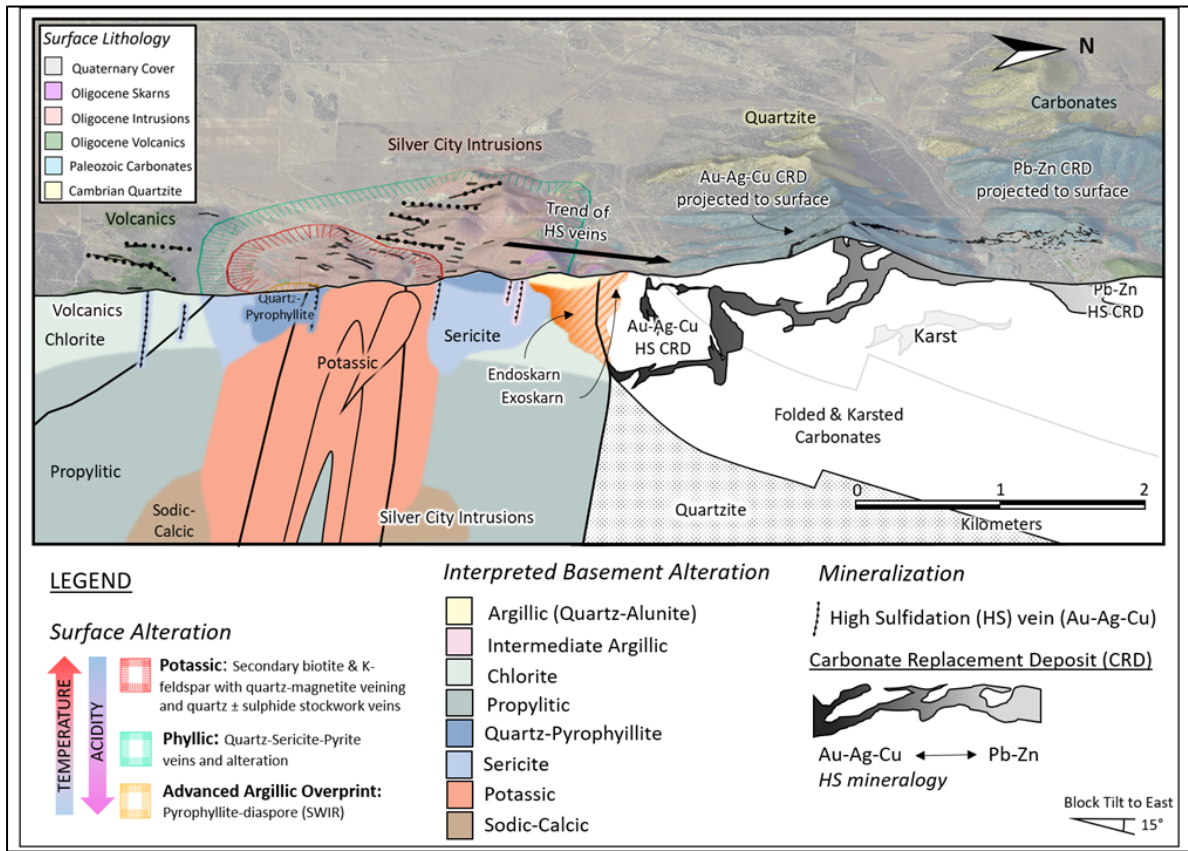 Surface Lithology
Quaternary Cover
Oligocene Skarns
Oligocene Intrusions
Oligocene Volcanics
Paleozoic Carbonates
Cambrian Quartzite
N
Carbonates
Quartzite
Silver City Intrusions
Au-Ag-Cu CRD
projected to surface
Pb-Zn CRD
projected to surface
Volcanics
Trend of
HS veins
Volcanics
Chlorite
Quartz-
Pyrophyllite
Potassic
Sericite
Endoskarn
Exoskarn
Au-Ag-Cu
HS CRD
Pb-Zn
HS CRD
Karst
Folded & Karsted
Carbonates
Propylitic
Sodic-
Calcic
Silver City Intrusions
Quartzite
0
1
2
Kilometers
LEGEND
Surface Alteration
TEMPERATURE
ACIDITY
Potassic: Secondary biotite & K-
feldspar with quartz-magnetite veining
and quartz ± sulphide stockwork veins
Phyllic: Quartz-Sericite-Pyrite
veins and alteration
Advanced Argillic Overprint:
Pyrophyllite-diaspore (SWIR)
Interpreted Basement Alteration
Argillic (Quartz-Alunite)
Intermediate Argillic
Chlorite
Propylitic
Quartz-Pyrophyillite
Sericite
Potassic
Sodic-Calcic
Mineralization
High Sulfidation (HS) vein (Au-Ag-Cu)
Carbonate Replacement Deposit (CRD)
Au-Ag-Cu
Pb-Zn
HS mineralogy
Block Tilt to East
15°